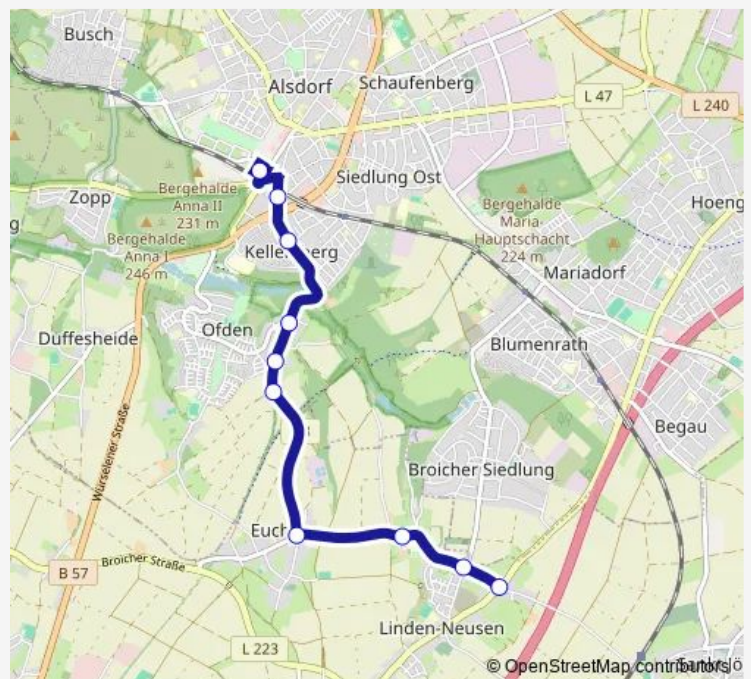 Busch
Alsdorf
Schaufenberg
L 47
L 240
Siedlung Ost
Bergehalde
Anna II
231 m
Zopp
Bergehalde
Maria-
Hauptschacht
224 m
Hoeng
g
Bergehalde
Anna I
246 m
Kellersberg
Mariadorf
Duffesheide
Ofden
Blumenrath
Würselener Straße
Begau
Broicher Siedlung
Euch
Broicher Straße
B 57
Linden-Neusen
L 223
© OpenStreetMap contributors